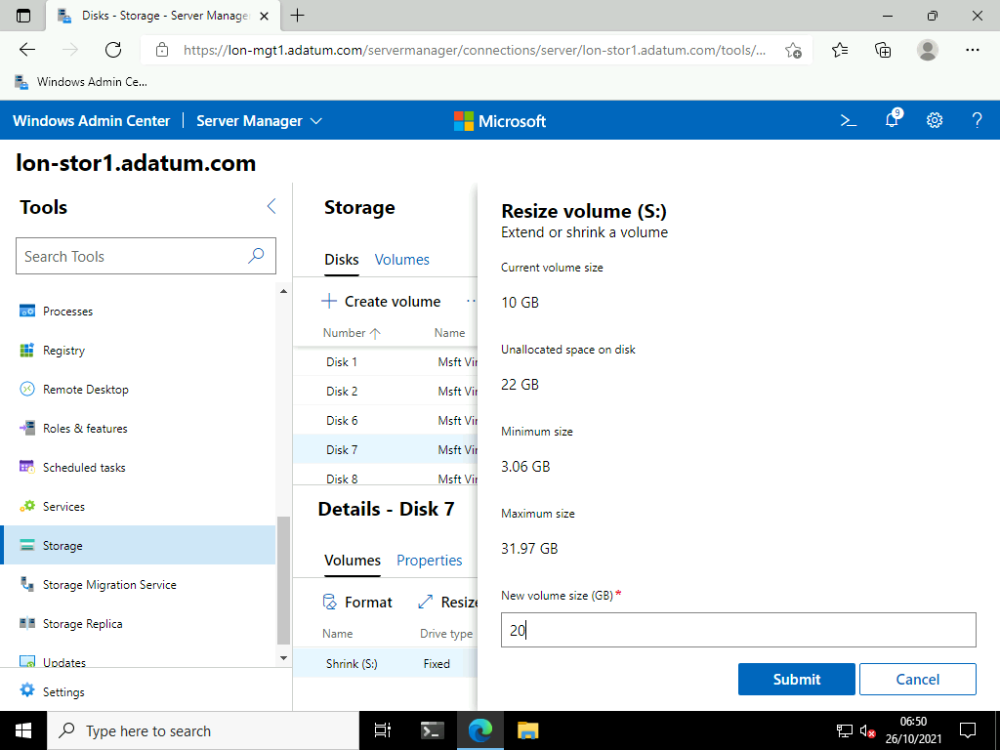 Disks - Storage - Server Manage
https://lon-mgt1.adatum.com/servermanager/connections/server/lon-stor1.adatum.com/tools/...
Windows Admin Ce...
Windows Admin Center
Server Manager
Microsoft
9
lon-stor1.adatum.com
Tools
Search Tools
Processes
Registry
Remote Desktop
Roles & features
Scheduled tasks
Services
Storage
Storage Migration Service
Storage Replica
Updates
Settings
Storage
Disks Volumes
Create volume
Number Name
Disk 1 Msft Vir
Disk 2 Msft Vir
Disk 6 Msft Vir
Disk 7 Msft Vir
Disk 8 Msft Vir
Details - Disk 7
Volumes Properties
Format Resize
Name Drive type
Shrink (S:) Fixed
Resize volume (S:)
Extend or shrink a volume
Current volume size
10 GB
Unallocated space on disk
22 GB
Minimum size
3.06 GB
Maximum size
31.97 GB
New volume size (GB)*
20
Submit Cancel
Type here to search
06:50
26/10/2021